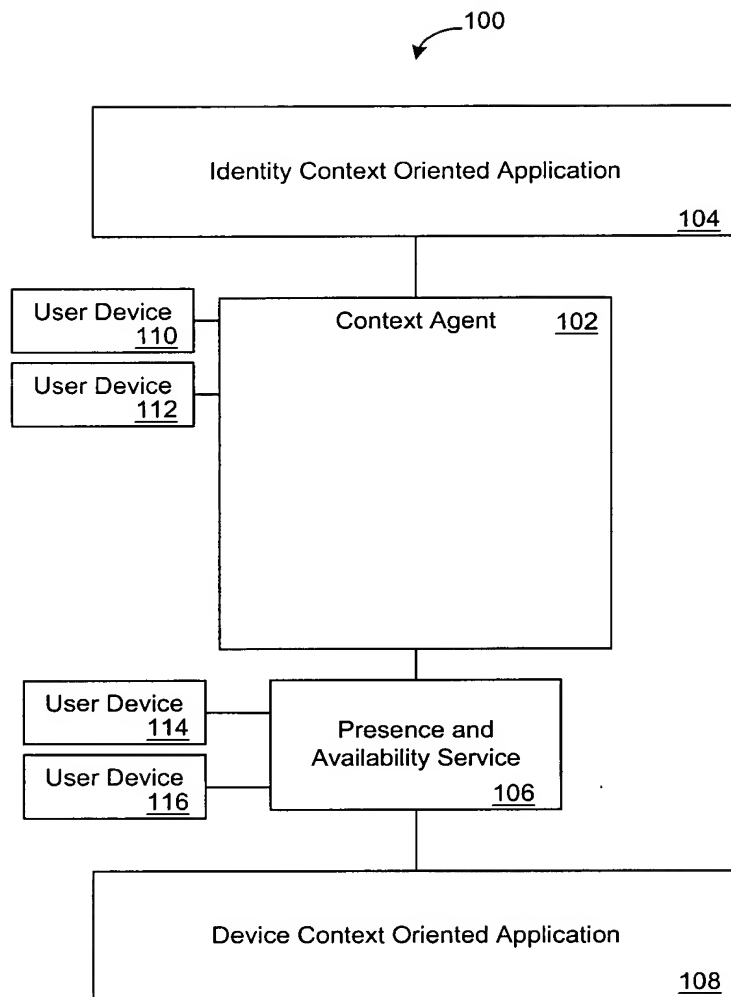 100
Identity Context Oriented Application
104
User Device
110
Context Agent 102
User Device
112
User Device
114
Presence and
Availability Service
106
User Device
116
Device Context Oriented Application
108